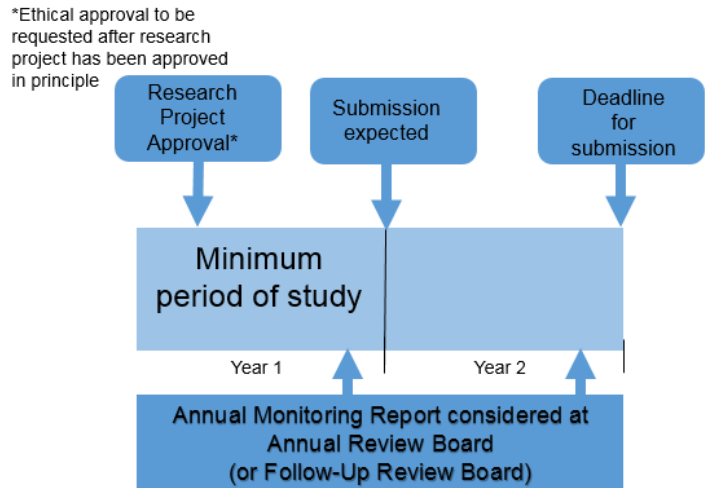 *Ethical approval to be
requested after research
project has been approved
in principle
Research
Project
Approval*
Submission
expected
Deadline
for
submission
Minimum
period of study
Year 1
Year 2
Annual Monitoring Report considered at
Annual Review Board
(or Follow-Up Review Board)